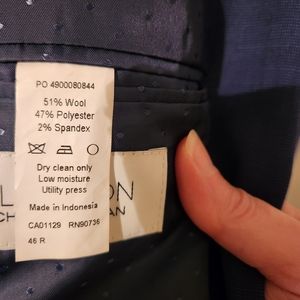 PO 4900080844
51% Wool
47% Polyester
2% Spandex
Dry clean only
Low moisture
Utility press
Made in Indonesia
CA01129 RN90736
46 R